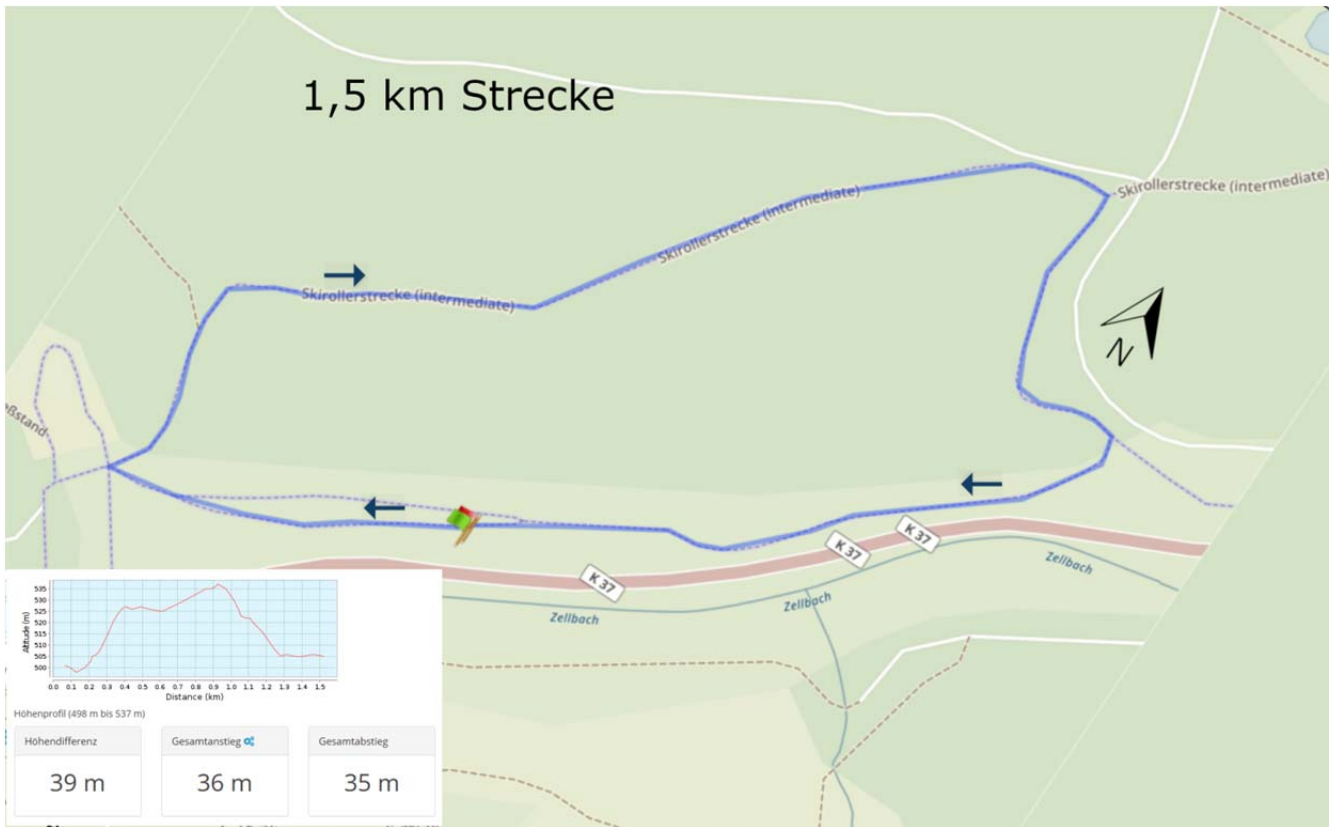 1,5 km Strecke
Skirollerstrecke (intermediate)
Skirollerstrecke (intermediate)
Skirollerstrecke (intermediate)
N
K 37
K 37
K 37
Zellbach
Zellbach
Zellbach
Altitude (m)
535
530
525
520
515
510
505
500
0.0 0.1 0.2 0.3 0.4 0.5 0.6 0.7 0.8 0.9 1.0 1.1 1.2 1.3 1.4 1.5
Distance (km)
Höhenprofil (498 m bis 537 m)
Höhendifferenz
39 m
Gesamtanstieg
36 m
Gesamtabstieg
35 m